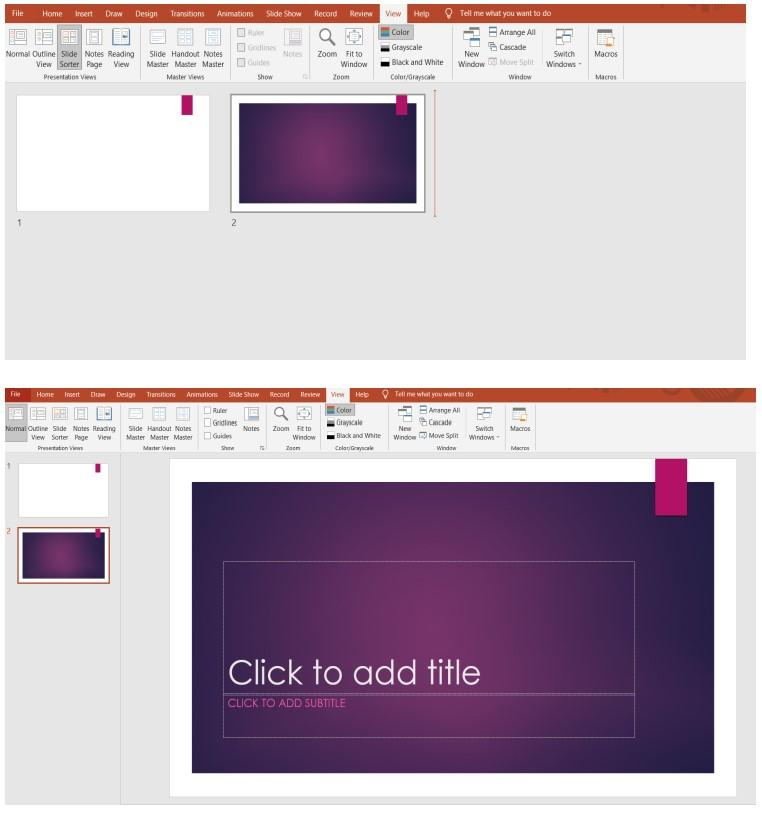 File Home Insert Draw Design Transitions Animations Slide Show Record Review View Help Tell me what you want to do
Normal Outline View Slide Sorter Notes Page Reading View
Slide Master Handout Master Notes Master
Ruler
Gridlines
Guides
Notes
Zoom Fit to Window
Color
Grayscale
Black and White
New Window
Arrange All
Cascade
Move Split
Switch Windows
Macros
Presentation Views Master Views Show Zoom Color/Grayscale Window Macros
1 2
File Home Insert Draw Design Transitions Animations Slide Show Record Review View Help Tell me what you want to do
Normal Outline View Slide Sorter Notes Page Reading View
Slide Master Handout Master Notes Master
Ruler
Gridlines
Guides
Notes
Zoom Fit to Window
Color
Grayscale
Black and White
New Window
Arrange All
Cascade
Move Split
Switch Windows
Macros
Presentation Views Master Views Show Zoom Color/Grayscale Window Macros
1
2
Click to add title
CLICK TO ADD SUBTITLE